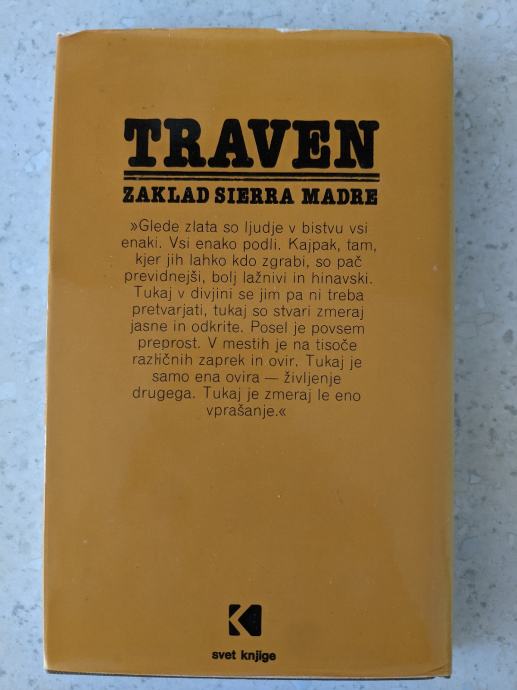 TRAVEN
ZAKLAD SIERRA MADRE
»Glede zlata so ljudje v bistvu vsi
enaki. Vsi enako podli. Kajpak, tam,
kjer jih lahko kdo zgrabi, so pač
previdnejši, bolj lažnivi in hinavski.
Tukaj v divjini se jim pa ni treba
pretvarjati, tukaj so stvari zmeraj
jasne in odkrite. Posel je povsem
preprost. V mestih je na tisoče
različnih zaprek in ovir. Tukaj je
samo ena ovira — življenje
drugega. Tukaj je zmeraj le eno
vprašanje.«
K
svet knjige